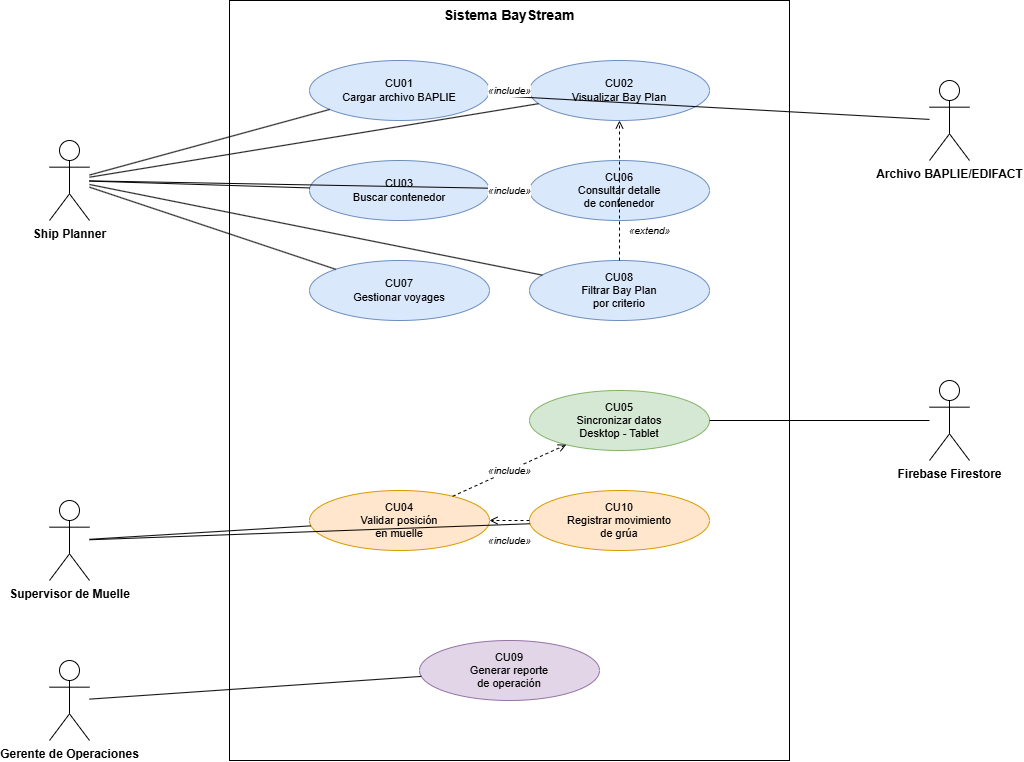 Sistema BayStream
CU01
Cargar archivo BAPLIE
«include»
CU02
Visualizar Bay Plan
Archivo BAPLIE/EDIFACT
Ship Planner
CU03
Buscar contenedor
«include»
CU06
Consultar detalle
de contenedor
«extend»
CU07
Gestionar voyages
CU08
Filtrar Bay Plan
por criterio
CU05
Sincronizar datos
Desktop - Tablet
Firebase Firestore
«include»
CU04
Validar posición
en muelle
«include»
CU10
Registrar movimiento
de grúa
Supervisor de Muelle
CU09
Generar reporte
de operación
Gerente de Operaciones